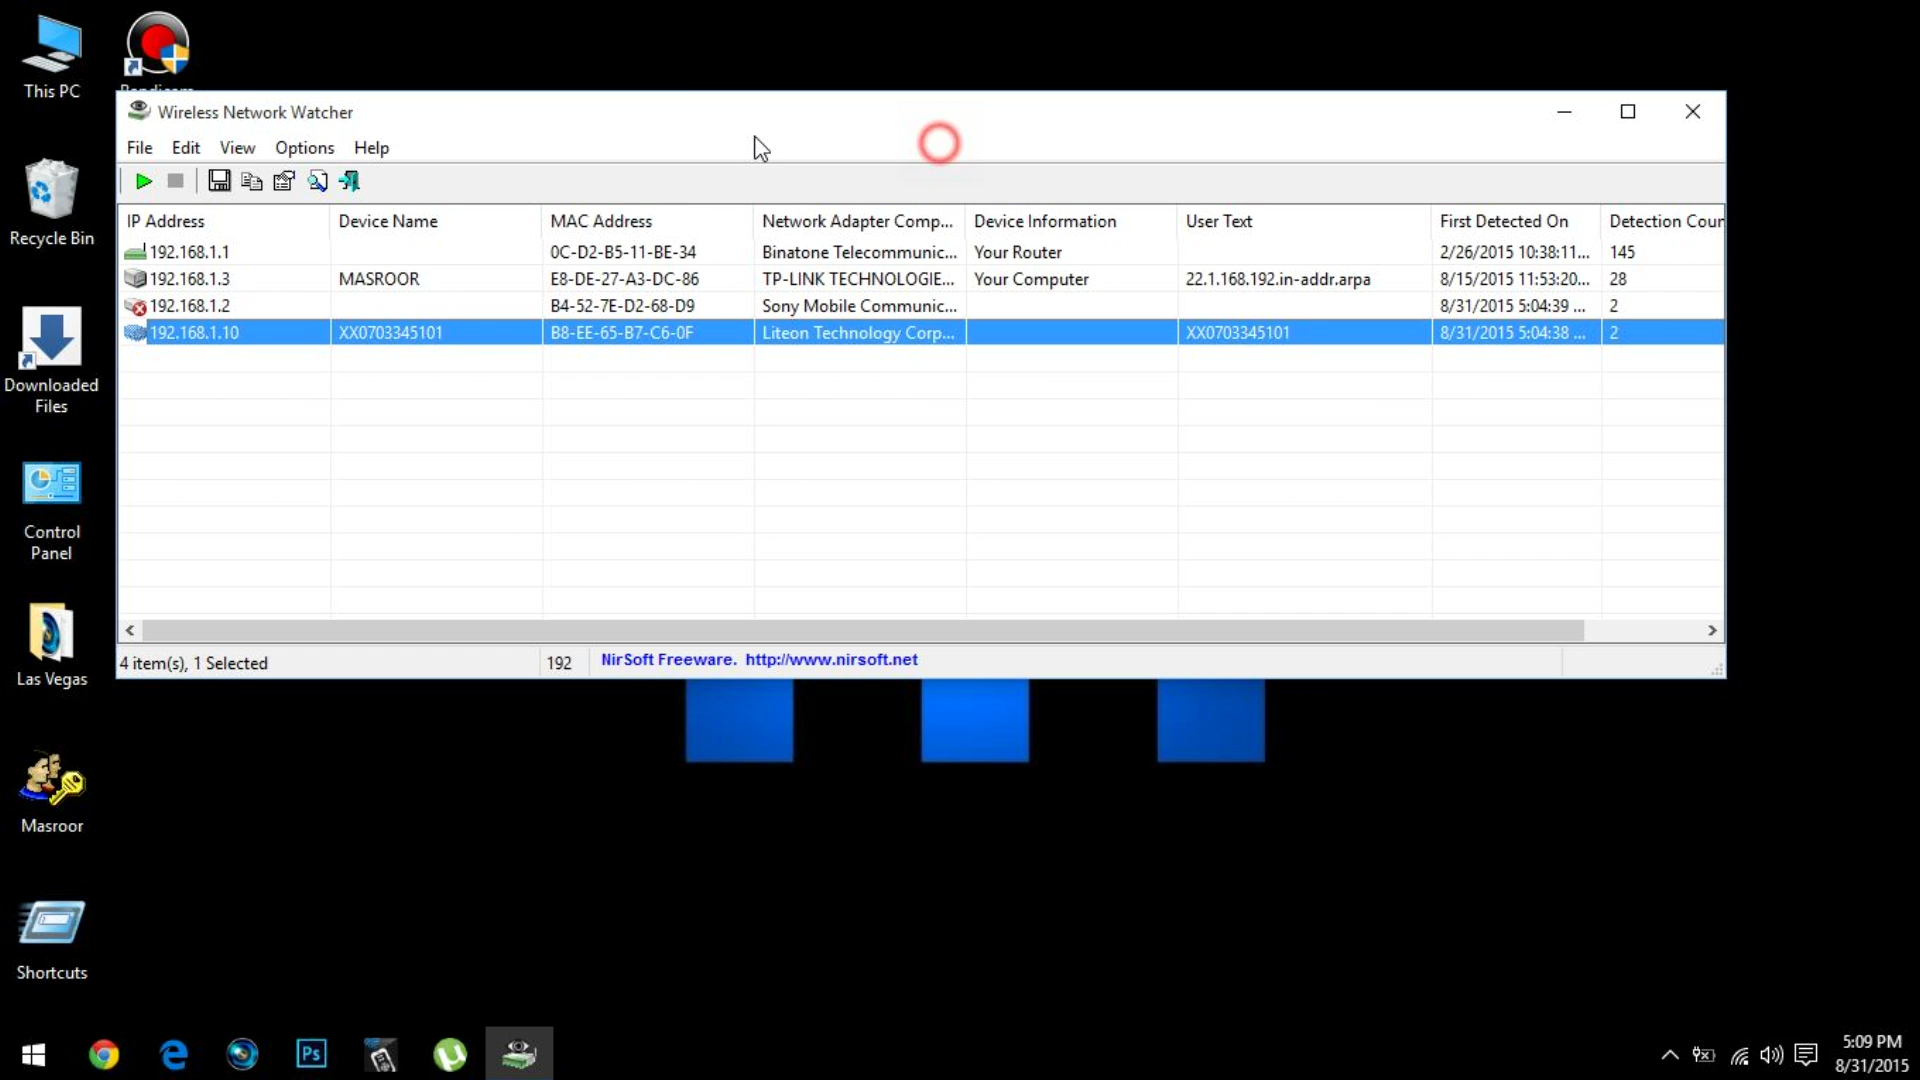 This PC
Wireless Network Watcher
File Edit View Options Help
IP Address Device Name MAC Address Network Adapter Comp... Device Information User Text First Detected On Detection Coun
192.168.1.1 0C-D2-B5-11-BE-34 Binatone Telecommunic... Your Router 2/26/2015 10:38:11... 145
192.168.1.3 MASROOR E8-DE-27-A3-DC-86 TP-LINK TECHNOLOGIE... Your Computer 22.1.168.192.in-addr.arpa 8/15/2015 11:53:20... 28
192.168.1.2 B4-52-7E-D2-68-D9 Sony Mobile Communic... 8/31/2015 5:04:39 ... 2
192.168.1.10 XX0703345101 B8-EE-65-B7-C6-0F Liteon Technology Corp... XX0703345101 8/31/2015 5:04:38 ... 2
4 item(s), 1 Selected 192 NirSoft Freeware. http://www.nirsoft.net
Recycle Bin
Downloaded
Files
Control
Panel
Las Vegas
Masroor
Shortcuts
Ps
5:09 PM
8/31/2015